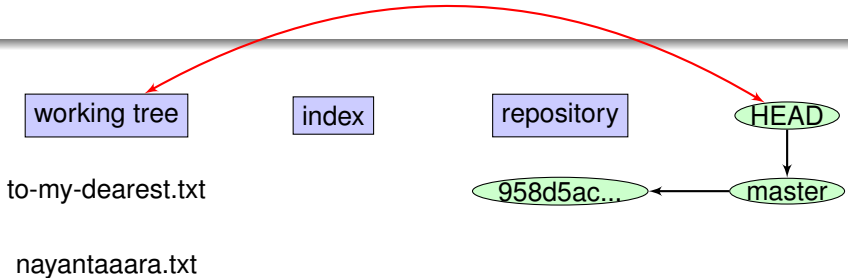 working tree index repository HEAD
to-my-dearest.txt 958d5ac... master
nayantaaara.txt